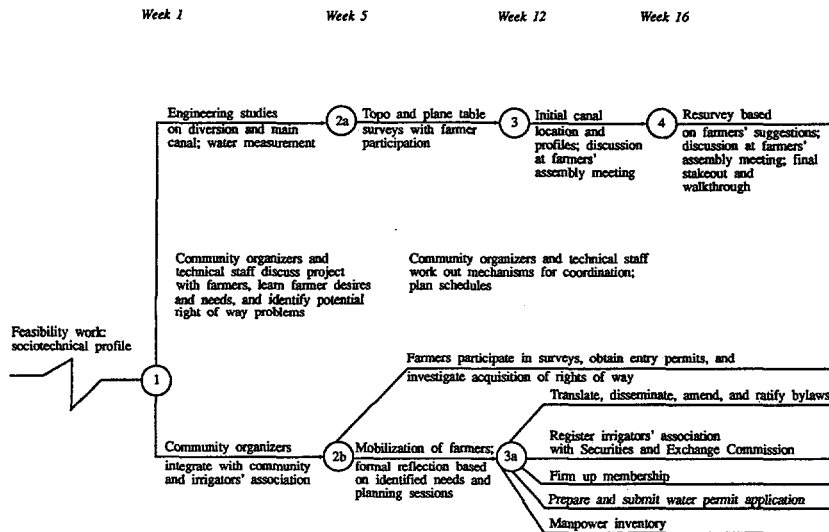 Week 1
Week 5
Week 12
Week 16
Engineering studies
on diversion and main
canal; water measurement
2a
Topo and plane table
surveys with farmer
participation
3
Initial canal
location and
profiles; discussion
at farmers'
assembly meeting
4
Resurvey based
on farmers' suggestions;
discussion at farmers'
assembly meeting; final
stakeout and
walkthrough
Community organizers and
technical staff discuss project
with farmers, learn farmer desires
and needs, and identify potential
right of way problems
Community organizers and technical staff
work out mechanisms for coordination;
plan schedules
Feasibility work:
sociotechnical profile
1
Farmers participate in surveys, obtain entry permits, and
investigate acquisition of rights of way
Translate, disseminate, amend, and ratify bylaws
Community organizers
integrate with community
and irrigators' association
2b
Mobilization of farmers;
formal reflection based
on identified needs and
planning sessions
3a
Register irrigators' association
with Securities and Exchange Commission
Firm up membership
Prepare and submit water permit application
Manpower inventory